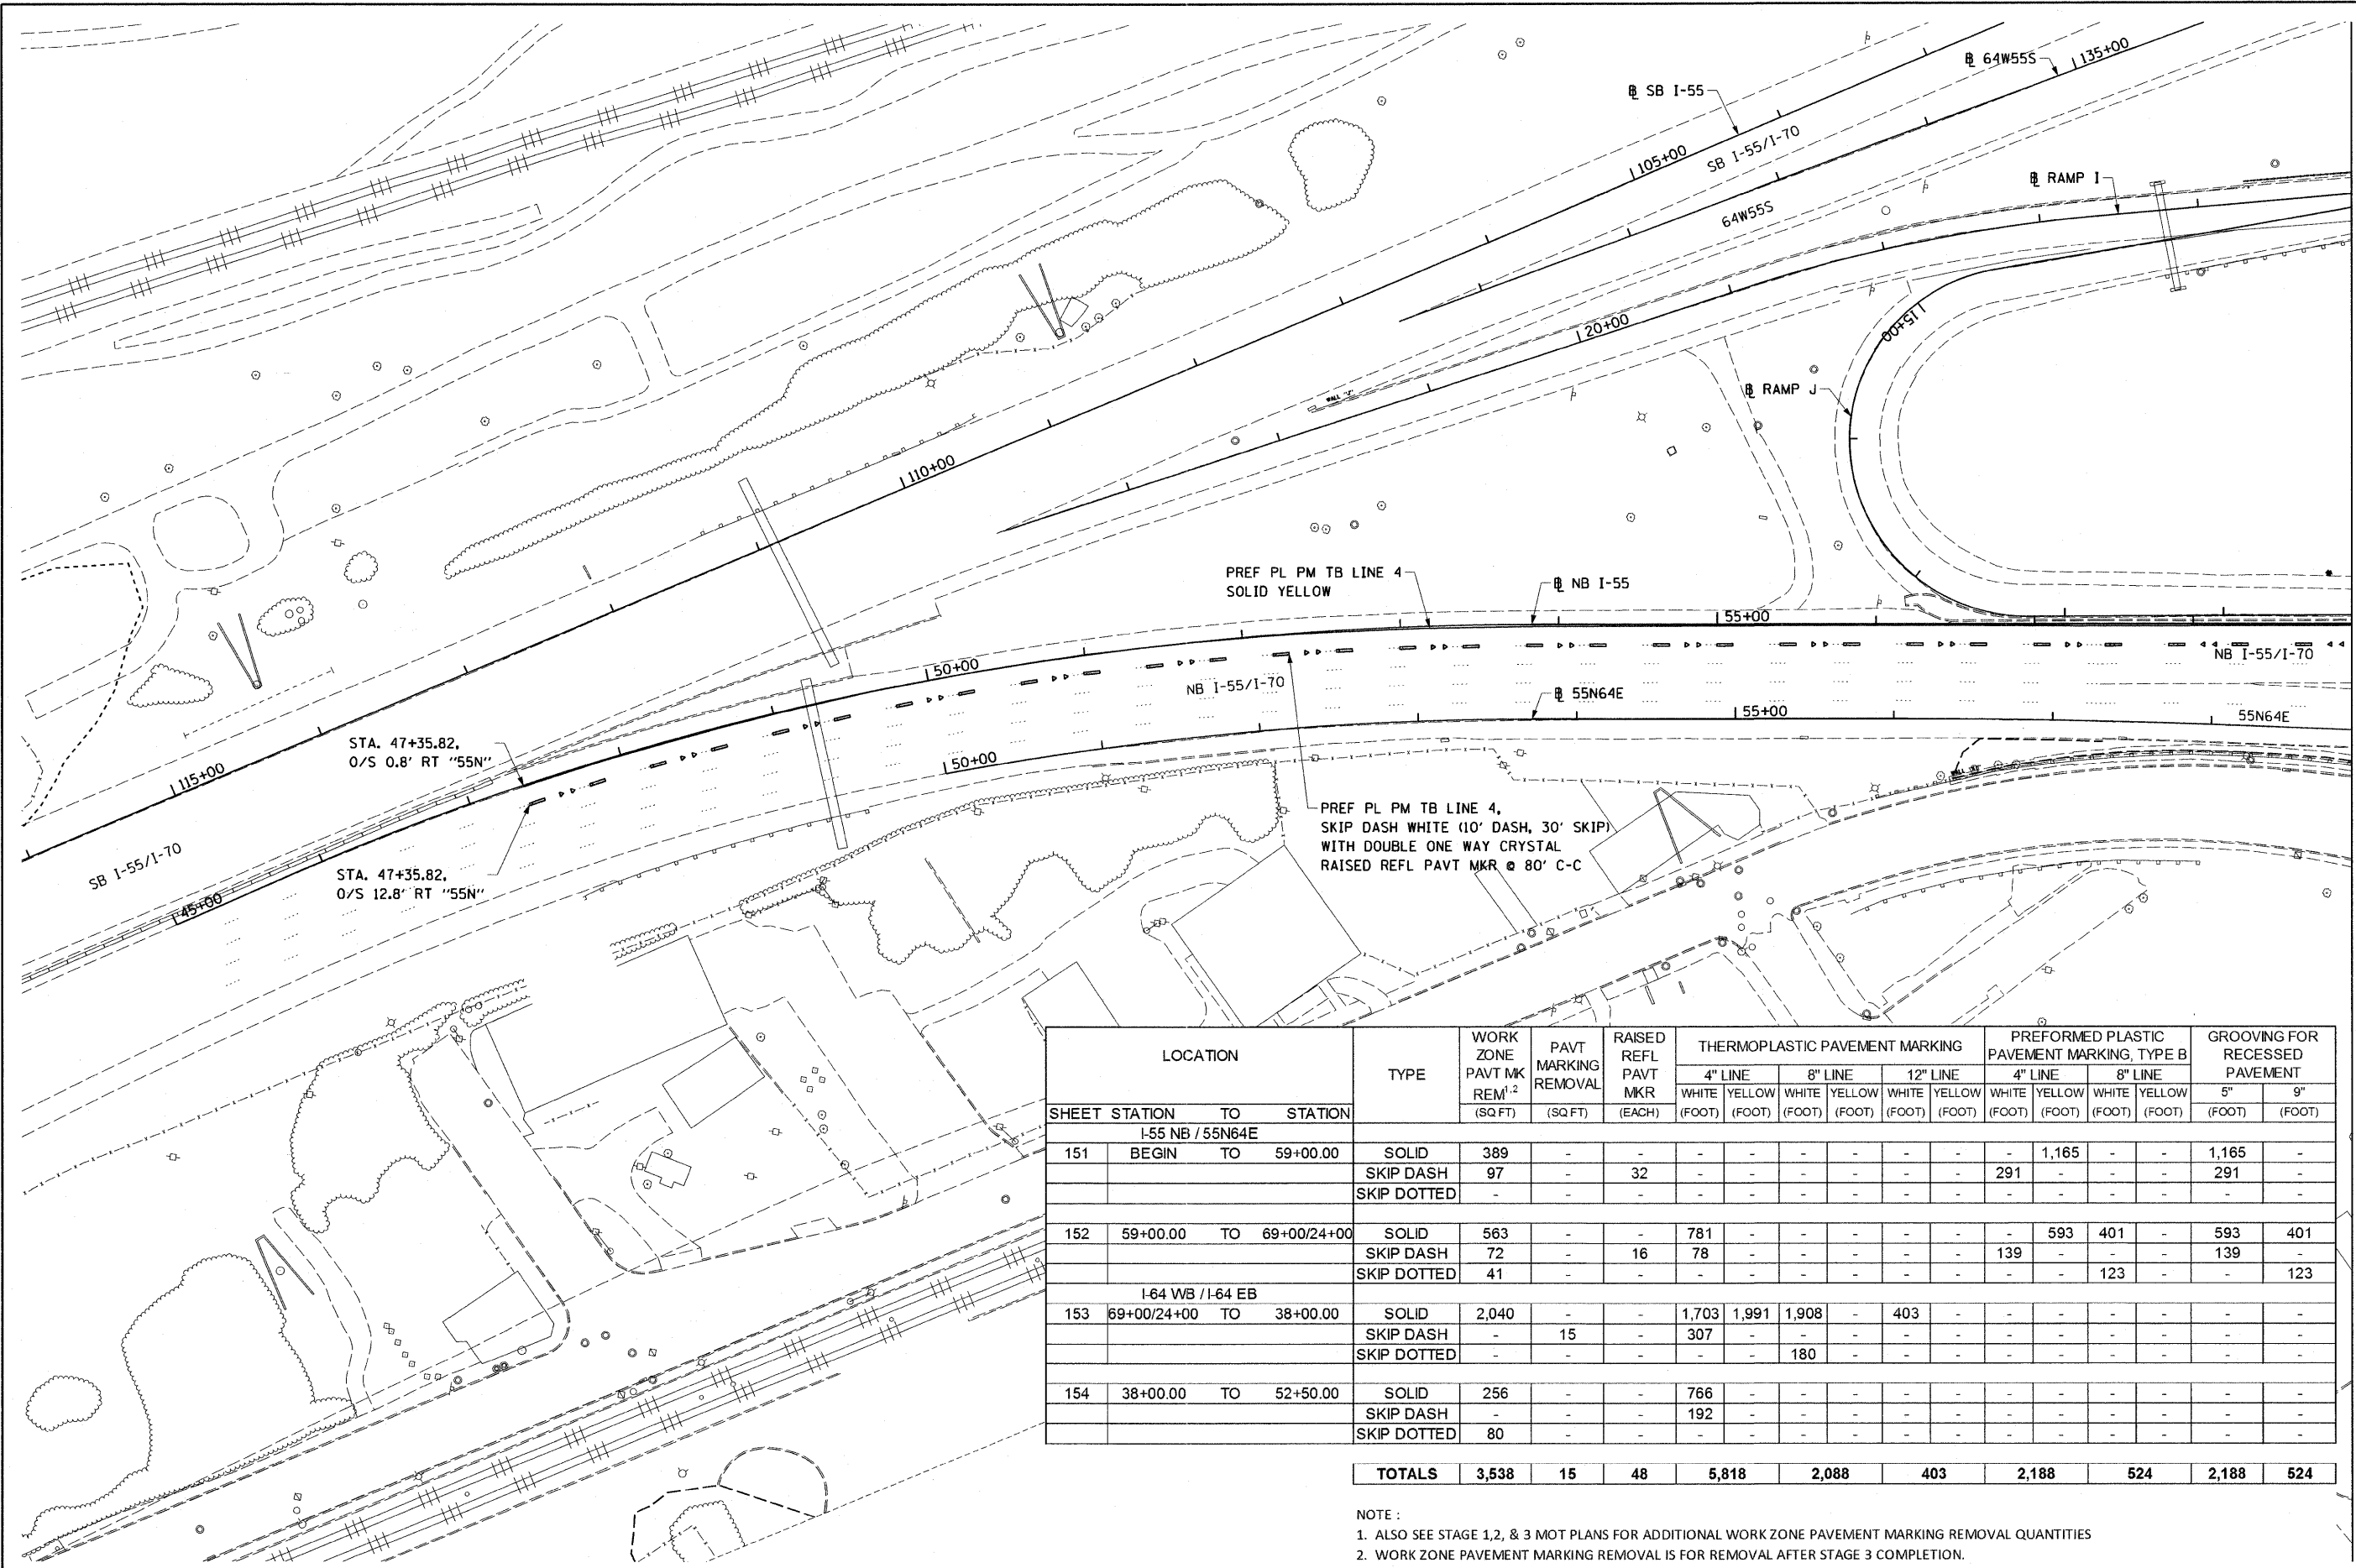 ℄ SB I-55
℄ 64W55S
135+00
105+00
SB I-55/I-70
64W55S
℄ RAMP I
20+00
15+00
WALL
℄ RAMP J
110+00
PREF PL PM TB LINE 4
SOLID YELLOW
℄ NB I-55
55+00
NB I-55/I-70
50+00
NB I-55/I-70
℄ 55N64E
55+00
55N64E
STA. 47+35.82,
O/S 0.8' RT "55N"
50+00
115+00
PREF PL PM TB LINE 4,
SKIP DASH WHITE (10' DASH, 30' SKIP)
WITH DOUBLE ONE WAY CRYSTAL
RAISED REFL PAVT MKR @ 80' C-C
SB I-55/I-70
STA. 47+35.82,
O/S 12.8' RT "55N"
45+00
LOCATION TYPE WORK ZONE PAVT MK REM1,2 PAVT MARKING REMOVAL RAISED REFL PAVT MKR THERMOPLASTIC PAVEMENT MARKING PREFORMED PLASTIC PAVEMENT MARKING, TYPE B GROOVING FOR RECESSED PAVEMENT
4" LINE 8" LINE 12" LINE 4" LINE 8" LINE
WHITE YELLOW WHITE YELLOW WHITE YELLOW WHITE YELLOW WHITE YELLOW 5" 9"
SHEET STATION TO STATION (SQ FT) (SQ FT) (EACH) (FOOT) (FOOT) (FOOT) (FOOT) (FOOT) (FOOT) (FOOT) (FOOT) (FOOT) (FOOT) (FOOT) (FOOT)
I-55 NB / 55N64E
151 BEGIN TO 59+00.00 SOLID 389 - - - - - - - - - 1,165 - - 1,165 -
SKIP DASH 97 - 32 - - - - - - 291 - - - 291 -
SKIP DOTTED - - - - - - - - - - - - - - -
152 59+00.00 TO 69+00/24+00 SOLID 563 - - 781 - - - - - - 593 401 - 593 401
SKIP DASH 72 - 16 78 - - - - - 139 - - - 139 -
SKIP DOTTED 41 - - - - - - - - - - 123 - - 123
I-64 WB / I-64 EB
153 69+00/24+00 TO 38+00.00 SOLID 2,040 - - 1,703 1,991 1,908 - 403 - - - - - - -
SKIP DASH - 15 - 307 - - - - - - - - - - -
SKIP DOTTED - - - - - 180 - - - - - - - - -
154 38+00.00 TO 52+50.00 SOLID 256 - - 766 - - - - - - - - - - -
SKIP DASH - - - 192 - - - - - - - - - - -
SKIP DOTTED 80 - - - - - - - - - - - - - -
TOTALS 3,538 15 48 5,818 2,088 403 2,188 524 2,188 524
NOTE :
1. ALSO SEE STAGE 1,2, & 3 MOT PLANS FOR ADDITIONAL WORK ZONE PAVEMENT MARKING REMOVAL QUANTITIES
2. WORK ZONE PAVEMENT MARKING REMOVAL IS FOR REMOVAL AFTER STAGE 3 COMPLETION.